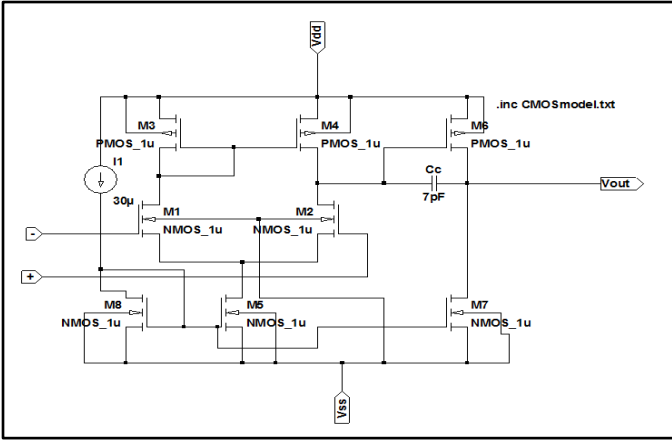 Vdd
.inc CMOSmodel.txt
M3
M4
M6
PMOS_1u
PMOS_1u
PMOS_1u
I1
Cc
30µ
7pF
Vout
M1
M2
-
NMOS_1u
NMOS_1u
+
M8
M5
M7
NMOS_1u
NMOS_1u
NMOS_1u
Vss